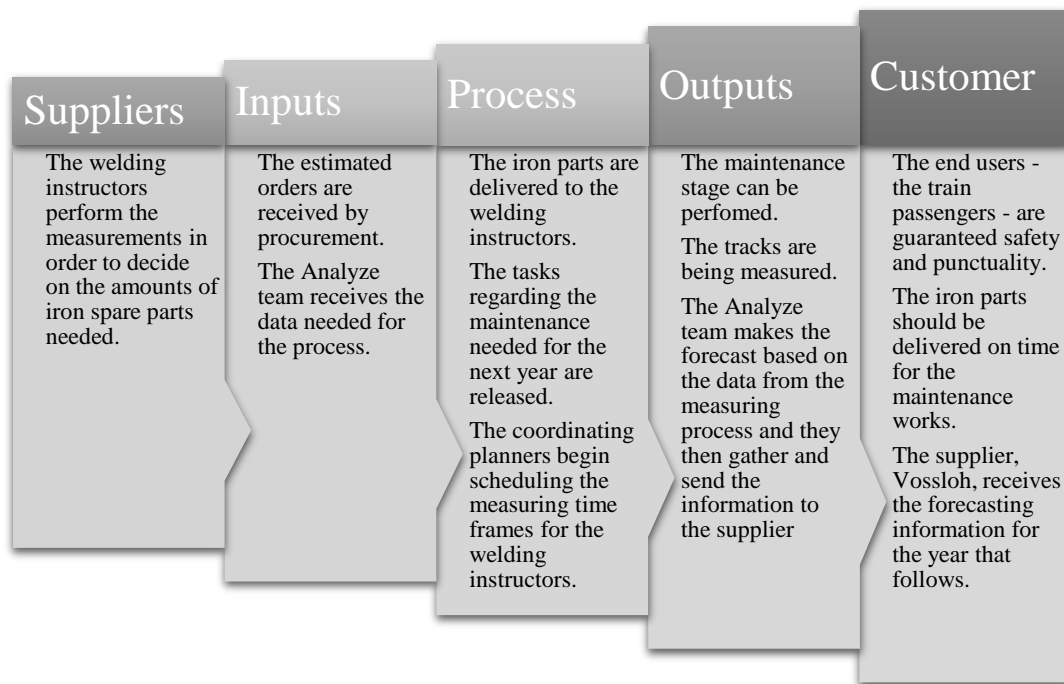 Suppliers
The welding
instructors
perform the
measurements in
order to decide
on the amounts of
iron spare parts
needed.
Inputs
The estimated
orders are
received by
procurement.
The Analyze
team receives the
data needed for
the process.
Process
The iron parts are
delivered to the
welding
instructors.
The tasks
regarding the
maintenance
needed for the
next year are
released.
The coordinating
planners begin
scheduling the
measuring time
frames for the
welding
instructors.
Outputs
The maintenance
stage can be
perfomed.
The tracks are
being measured.
The Analyze
team makes the
forecast based on
the data from the
measuring
process and they
then gather and
send the
information to
the supplier
Customer
The end users -
the train
passengers - are
guaranteed safety
and punctuality.
The iron parts
should be
delivered on time
for the
maintenance
works.
The supplier,
Vossloh, receives
the forecasting
information for
the year that
follows.